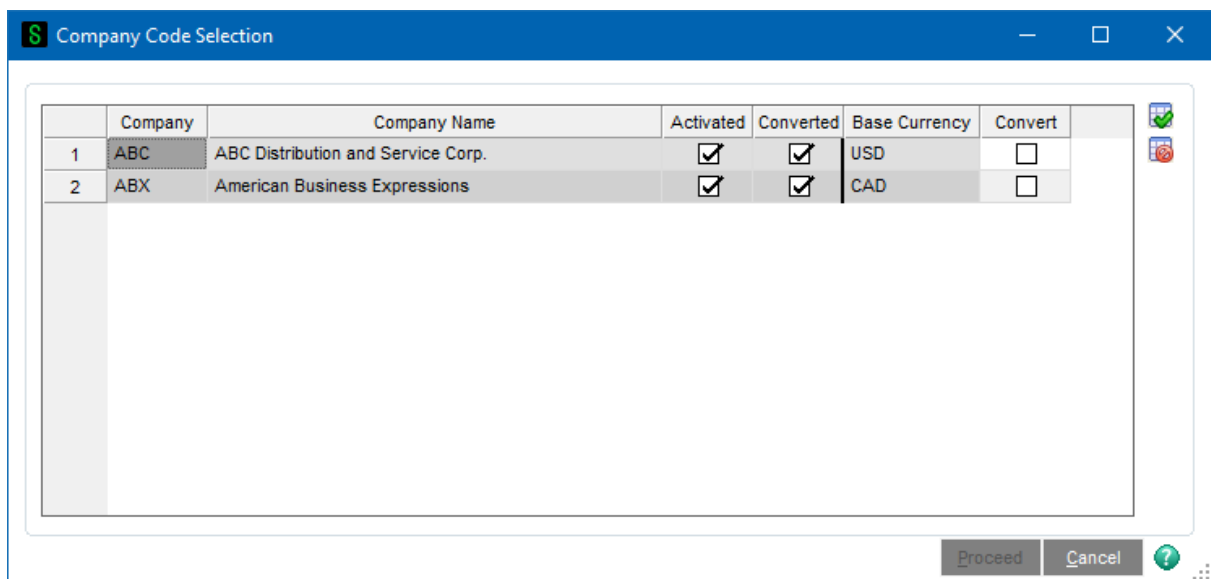 S Company Code Selection
Company Company Name Activated Converted Base Currency Convert
1 ABC ABC Distribution and Service Corp. USD
2 ABX American Business Expressions CAD
Proceed Cancel ?